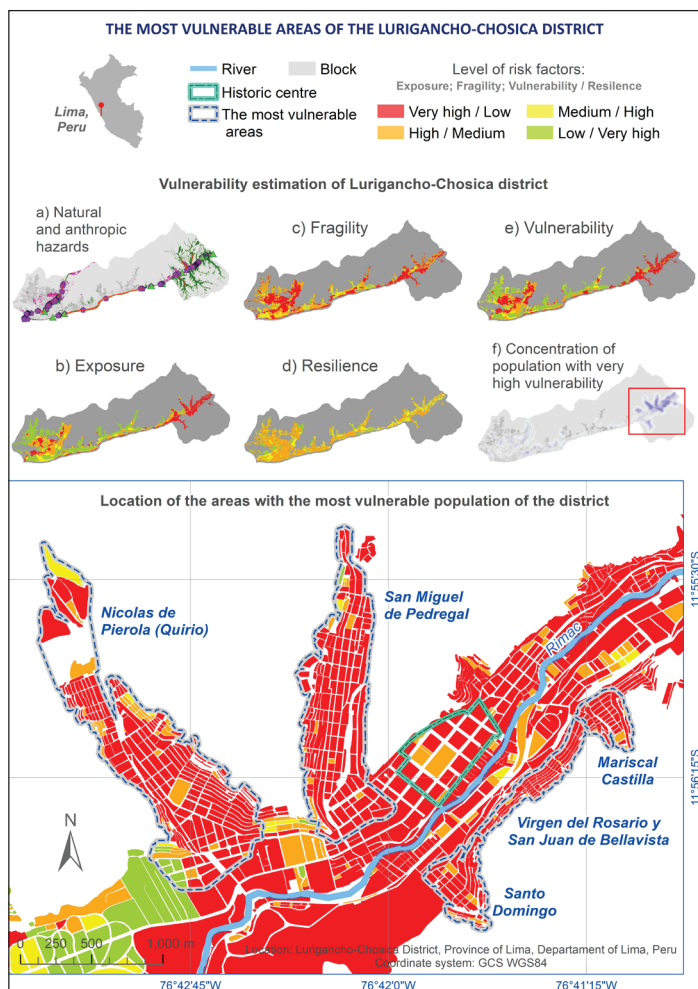 THE MOST VULNERABLE AREAS OF THE LURIGANCHO-CHOSICA DISTRICT
Lima,
Peru
River
Block
Historic centre
The most vulnerable
areas
Level of risk factors:
Exposure; Fragility; Vulnerability / Resilence
Very high / Low
Medium / High
High / Medium
Low / Very high
Vulnerability estimation of Lurigancho-Chosica district
a) Natural
and anthropic
hazards
c) Fragility
e) Vulnerability
b) Exposure
d) Resilience
f) Concentration of
population with very
high vulnerability
Location of the areas with the most vulnerable population of the district
Nicolas de
Pierola (Quirio)
San Miguel
de Pedregal
Rimac
11°55'30"S
Mariscal
Castilla
11°56'15"S
Virgen del Rosario y
San Juan de Bellavista
Santo
Domingo
N
0 250 500 1,000 m
Location: Lurigancho-Chosica District, Province of Lima, Departament of Lima, Peru
Coordinate system: GCS WGS84
76°42'45"W
76°42'0"W
76°41'15"W